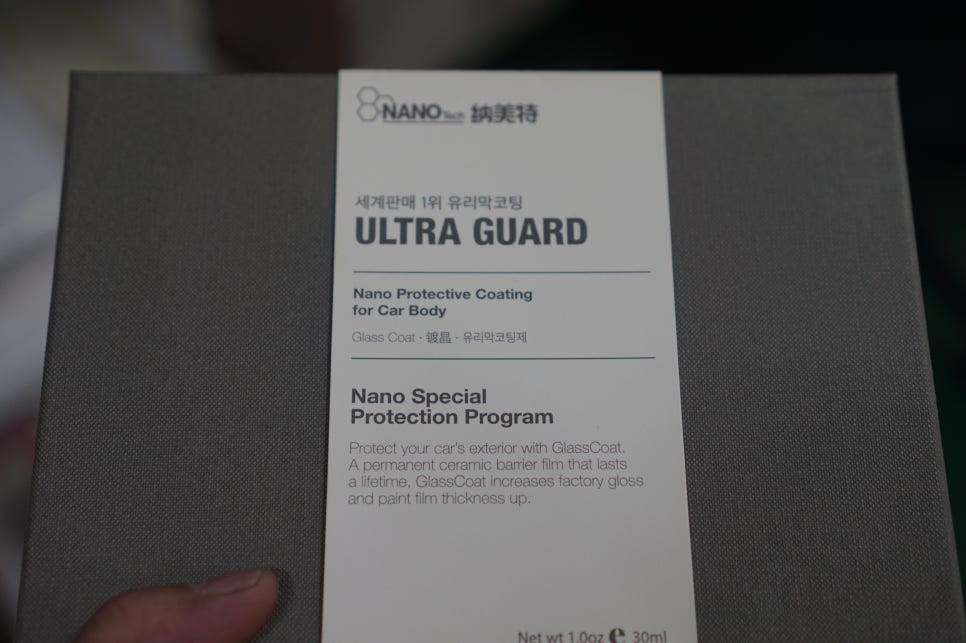 NANO Tech 纳美特
세계판매 1위 유리막코팅
ULTRA GUARD
Nano Protective Coating
for Car Body
Glass Coat · 镀晶 · 유리막코팅제
Nano Special
Protection Program
Protect your car's exterior with GlassCoat.
A permanent ceramic barrier film that lasts
a lifetime, GlassCoat increases factory gloss
and paint film thickness up.
Net wt 1.0oz ℮ 30ml